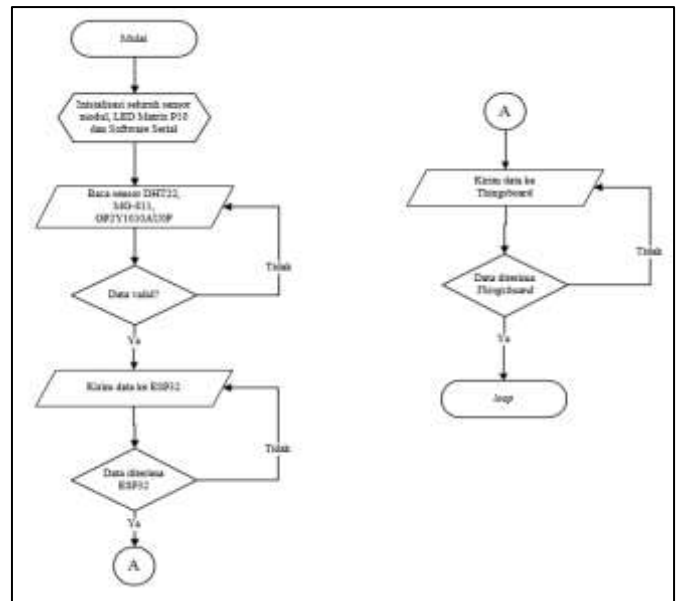 Mulai
Inisialisasi seluruh sensor
modul, LED Matrix P10
dan Software Serial
Baca sensor DHT22,
MG-811,
GP2Y1010AU0F
Data valid?
Tidak
Ya
Kirim data ke ESP32
Data diterima
ESP32
Tidak
Ya
A
A
Kirim data ke
Thingsboard
Data diterima
Thingsboard
Tidak
Ya
loop